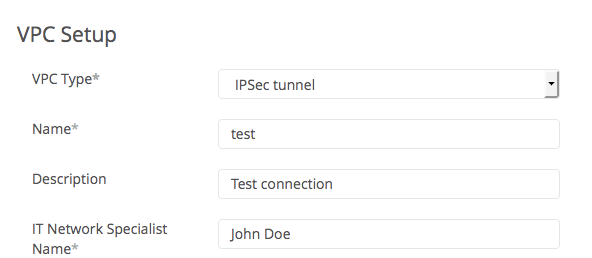 VPC Setup
VPC Type*
IPSec tunnel
Name*
test
Description
Test connection
IT Network Specialist
Name*
John Doe